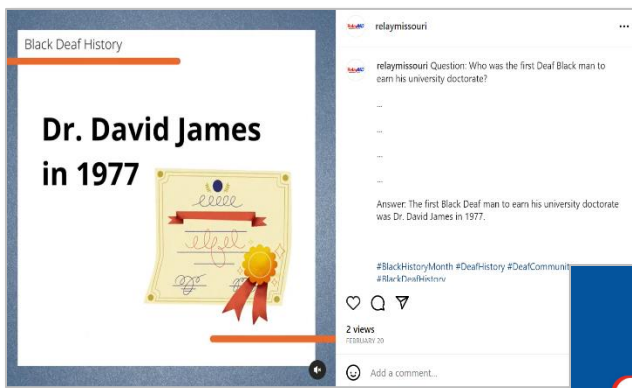 Black Deaf History
Dr. David James
in 1977
relaymissouri
relaymissouri Question: Who was the first Deaf Black man to
earn his university doctorate?
...
...
...
...
Answer: The first Black Deaf man to earn his university doctorate
was Dr. David James in 1977.
#BlackHistoryMonth #DeafHistory #DeafCommunity
#BlackDeafHistory
2 views
FEBRUARY 20
Add a comment...